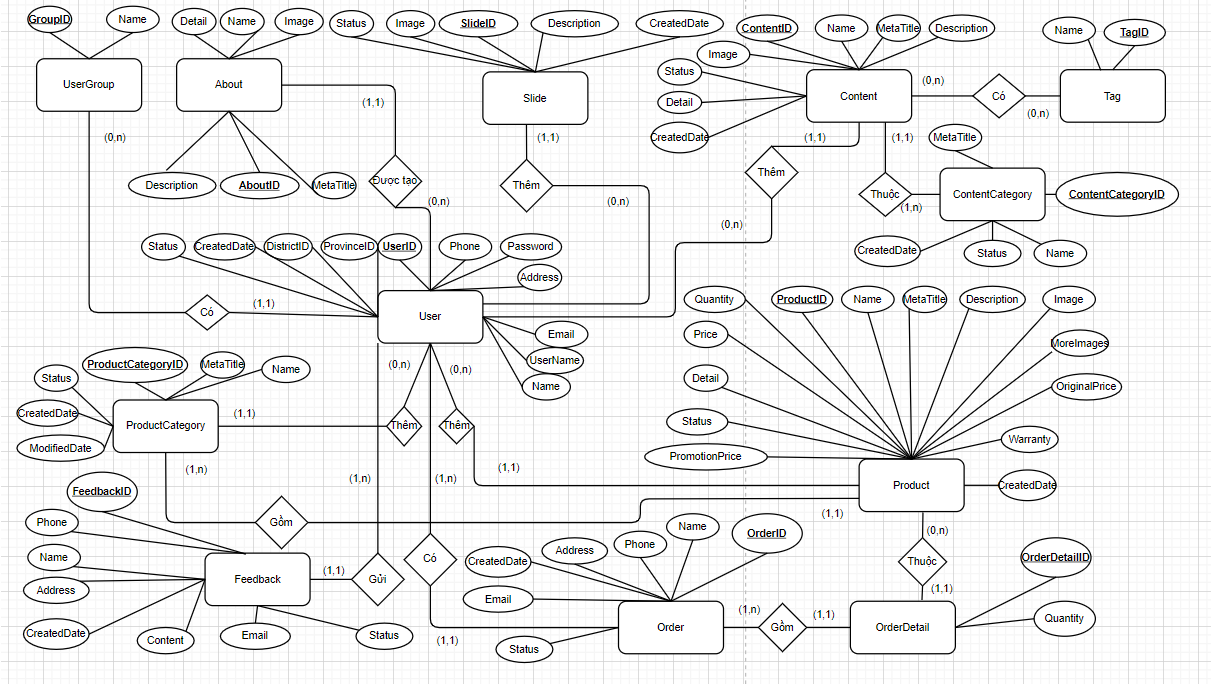 GroupID
Name
Detail
Name
Image
Status
Image
SlideID
Description
CreatedDate
ContentID
Name
MetaTitle
Description
Name
TagID
Image
Status
Detail
CreatedDate
UserGroup
About
Slide
Content
(0,n)
Có
(0,n)
Tag
(1,1)
(0,n)
(1,1)
(1,1)
(1,1)
MetaTitle
Description
AboutID
MetaTitle
Được tạo
Thêm
Thêm
Thuộc
(1,n)
ContentCategory
ContentCategoryID
(0,n)
(0,n)
(0,n)
CreatedDate
Status
Name
Status
CreatedDate
DistrictID
ProvinceID
UserID
Phone
Password
Address
Có
(1,1)
User
Email
UserName
Name
Quantity
ProductID
Name
MetaTitle
Description
Image
Price
MoreImages
Detail
OriginalPrice
Status
Warranty
PromotionPrice
CreatedDate
ProductCategoryID
MetaTitle
Name
Status
CreatedDate
ModifiedDate
ProductCategory
(1,1)
(0,n)
(0,n)
Thêm
Thêm
(1,1)
Product
(1,n)
(1,n)
(1,n)
(1,1)
(0,n)
FeedbackID
Phone
Name
Address
CreatedDate
Content
Email
Status
Gồm
Feedback
(1,1)
Gửi
Có
(1,1)
CreatedDate
Address
Phone
Name
OrderID
Email
Status
Order
(1,n)
Gồm
(1,1)
Thuộc
(1,1)
OrderDetail
OrderDetailID
Quantity